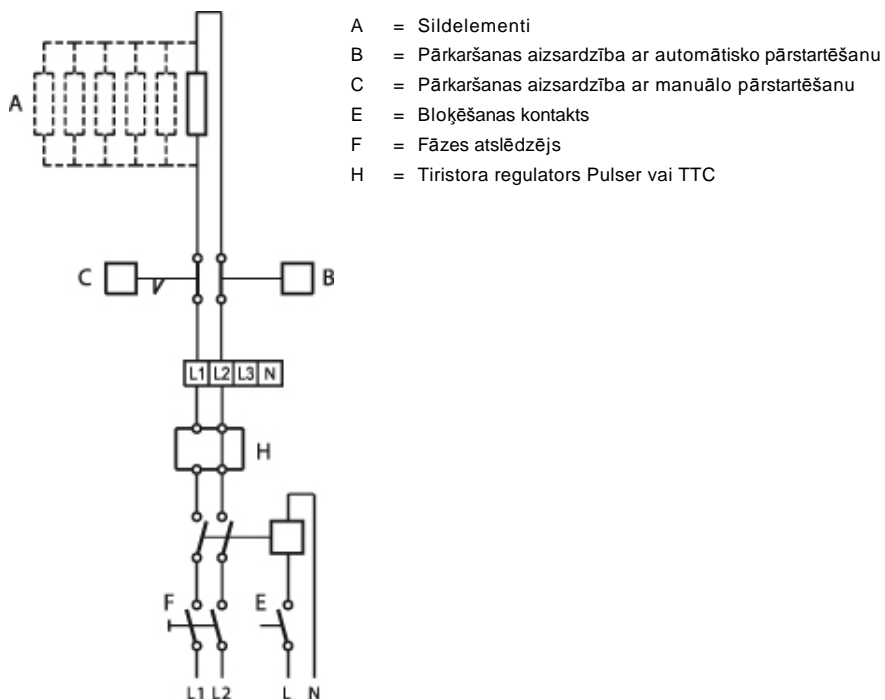 A = Sildelementi
B = Pārkaršanas aizsardzība ar automātisko pārstartēšanu
C = Pārkaršanas aizsardzība ar manuālo pārstartēšanu
E = Bloķēšanas kontakts
F = Fāzes atslēdzējs
H = Tiristora regulators Pulser vai TTC
A
C
B
L1 L2 L3 N
H
F
E
L1 L2 L N